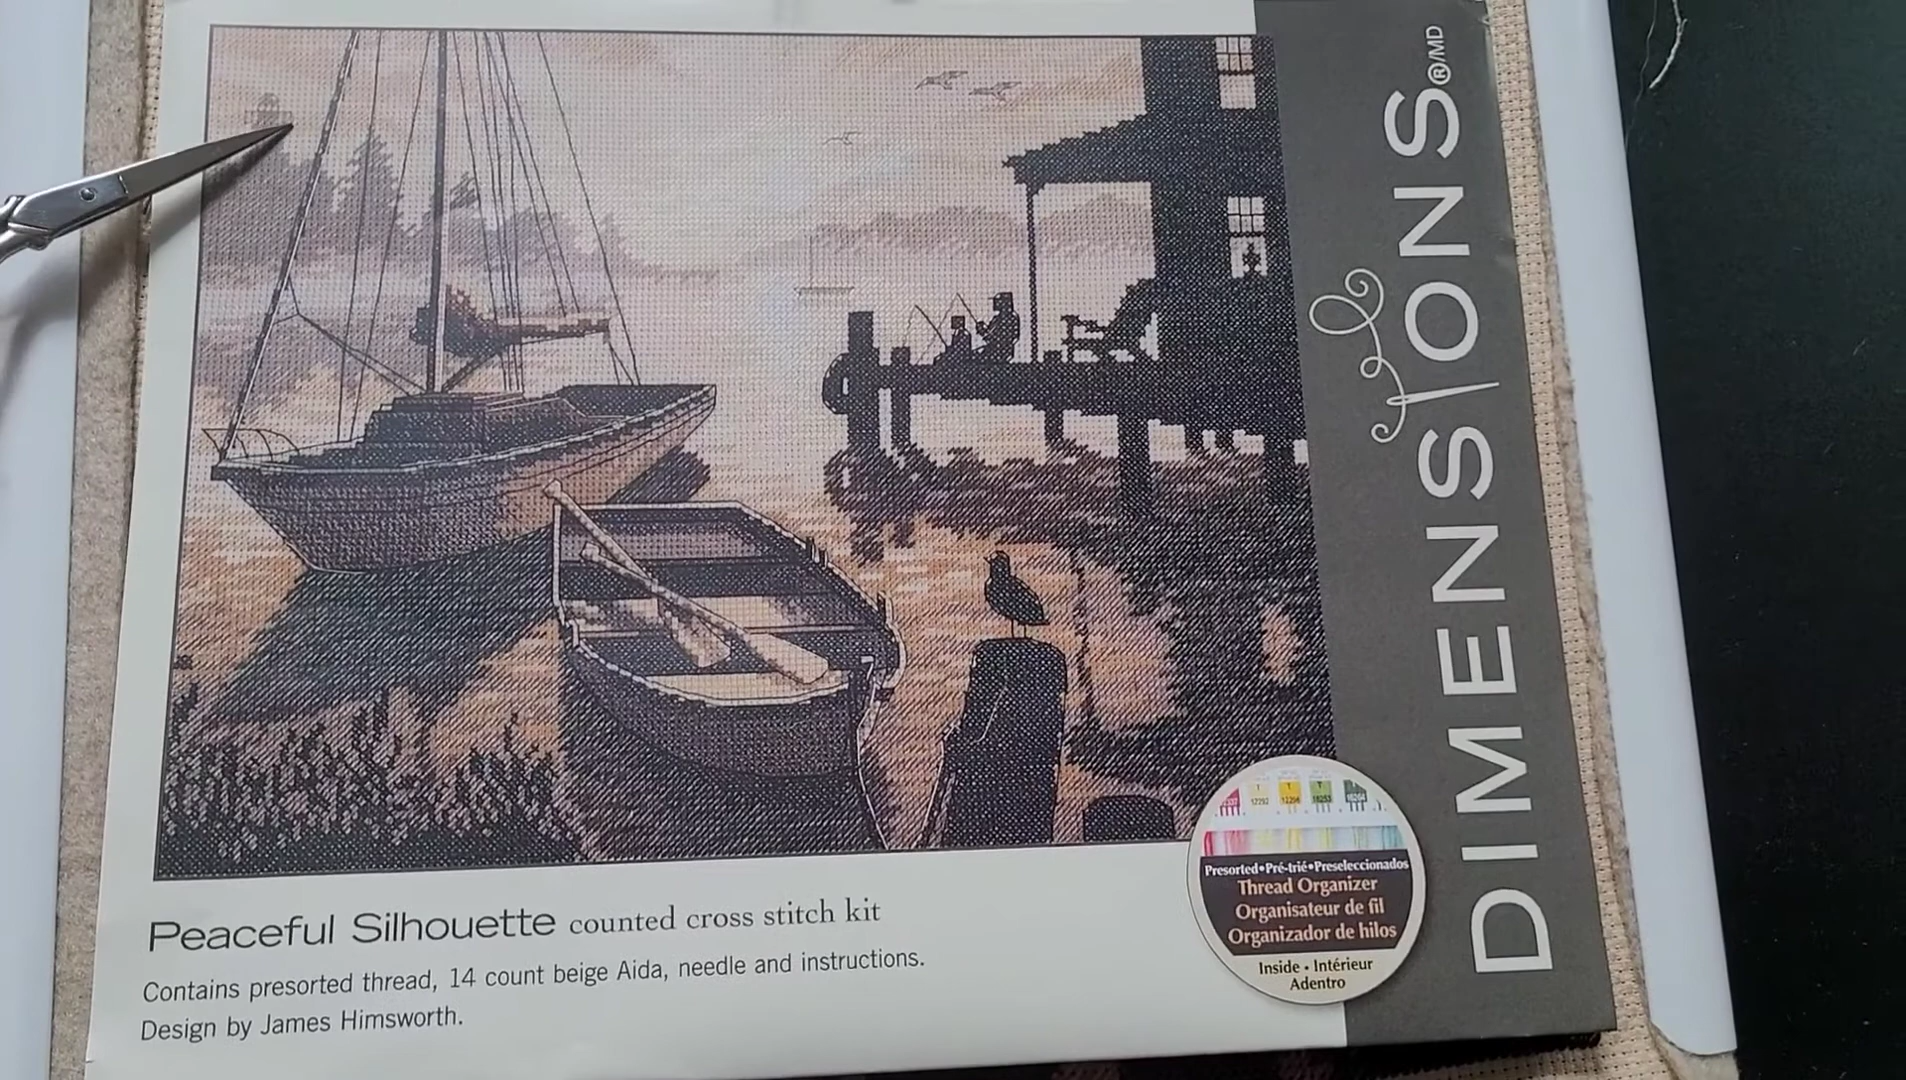 DIMENSIONS®/MD
Peaceful Silhouette counted cross stitch kit
Contains presorted thread, 14 count beige Aida, needle and instructions.
Design by James Himsworth.
12292
Presorted•Pré-trié•Preseleccionados
Thread Organizer
Organisateur de fil
Organizador de hilos
Inside • Intérieur
Adentro